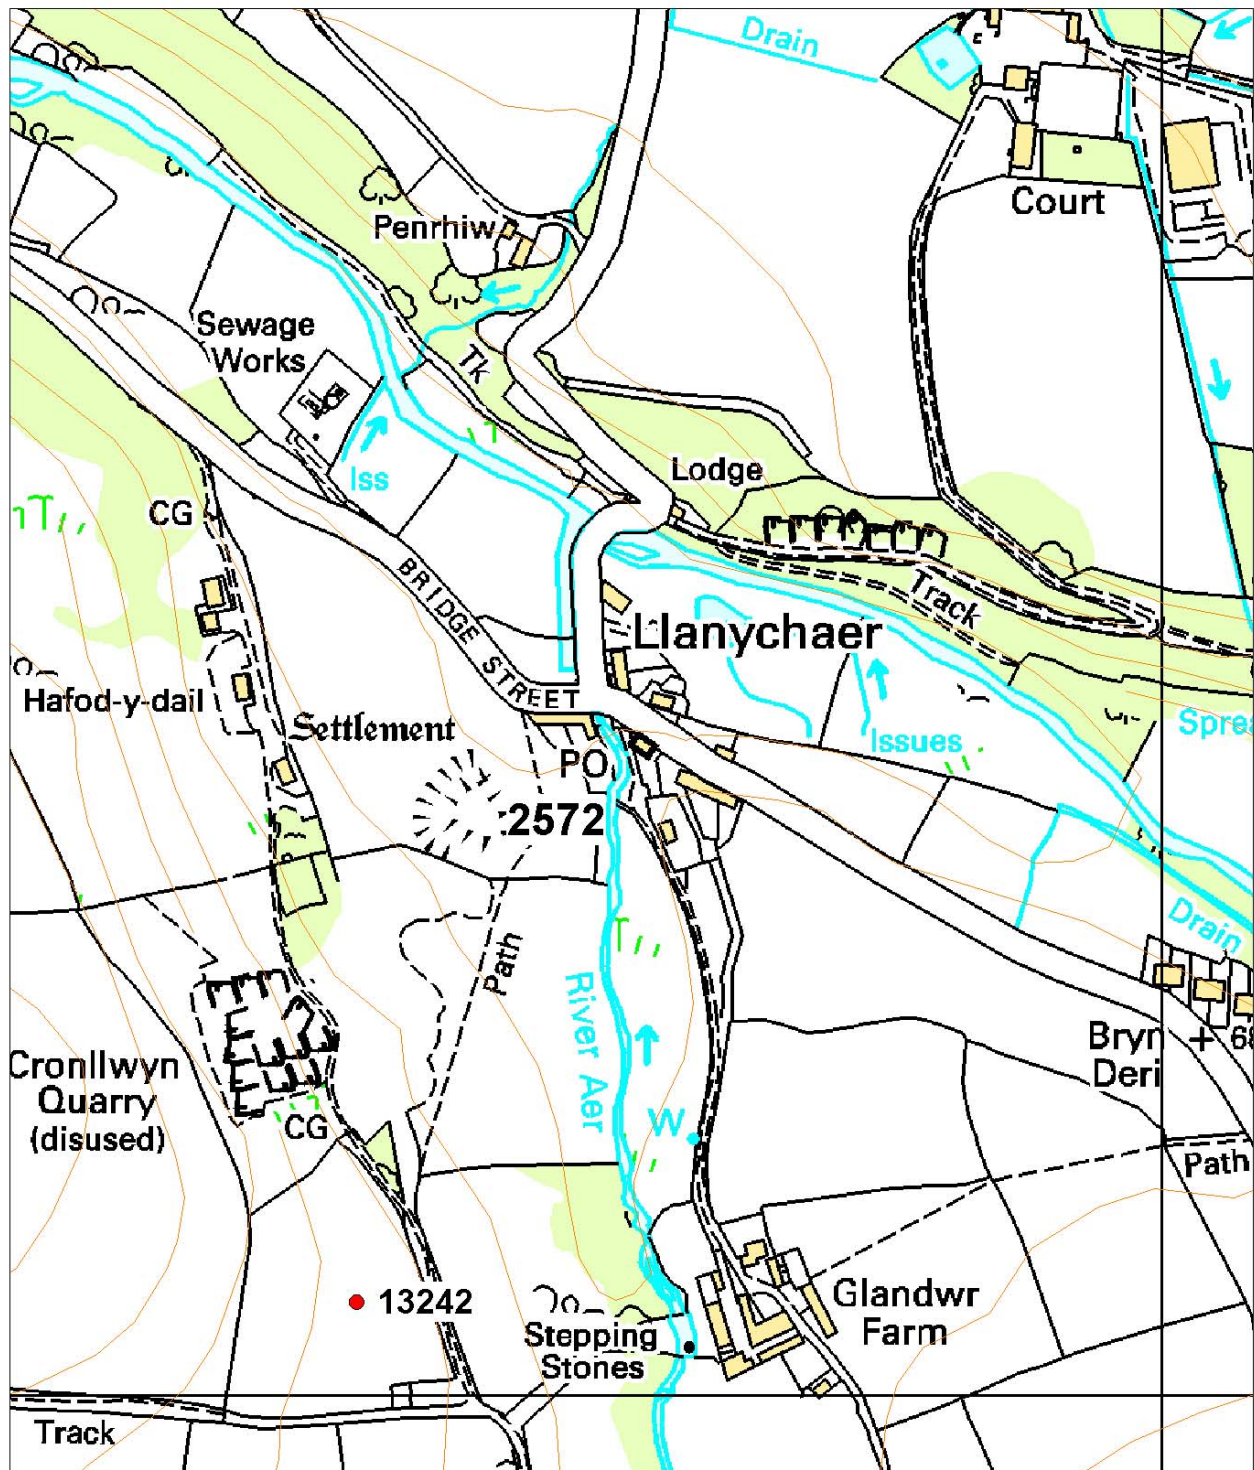 Drain
Court
Penrhiw
Sewage
Works
Tk
Iss
Lodge
CG
BRIDGE STREET
Track
Llanychaer
Hafod-y-dail
Settlement
PO
Issues
Sprea
2572
Drain
Path
River Aer
Bryn + 68
Deri
Cronllwyn
Quarry
(disused)
CG
W
Path
13242
Glandwr
Farm
Stepping
Stones
Track